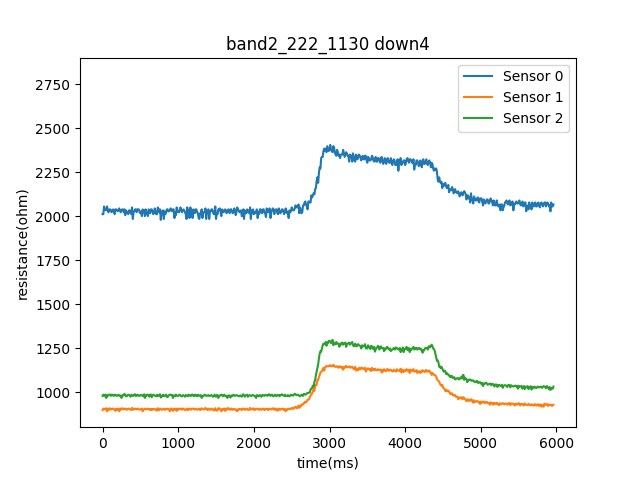 band2_222_1130 down4
Sensor 0
Sensor 1
Sensor 2
resistance(ohm)
2750
2500
2250
2000
1750
1500
1250
1000
0 1000 2000 3000 4000 5000 6000
time(ms)